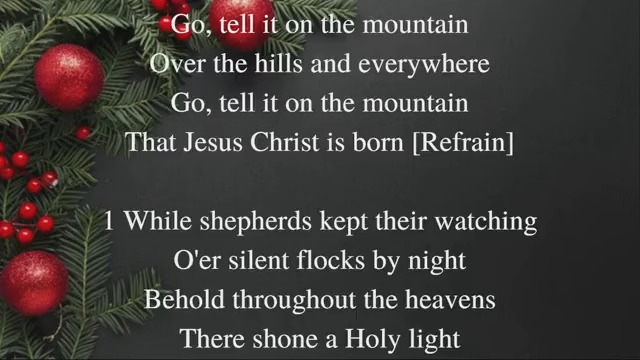 Go, tell it on the mountain
Over the hills and everywhere
Go, tell it on the mountain
That Jesus Christ is born [Refrain]
1 While shepherds kept their watching
O'er silent flocks by night
Behold throughout the heavens
There shone a Holy light